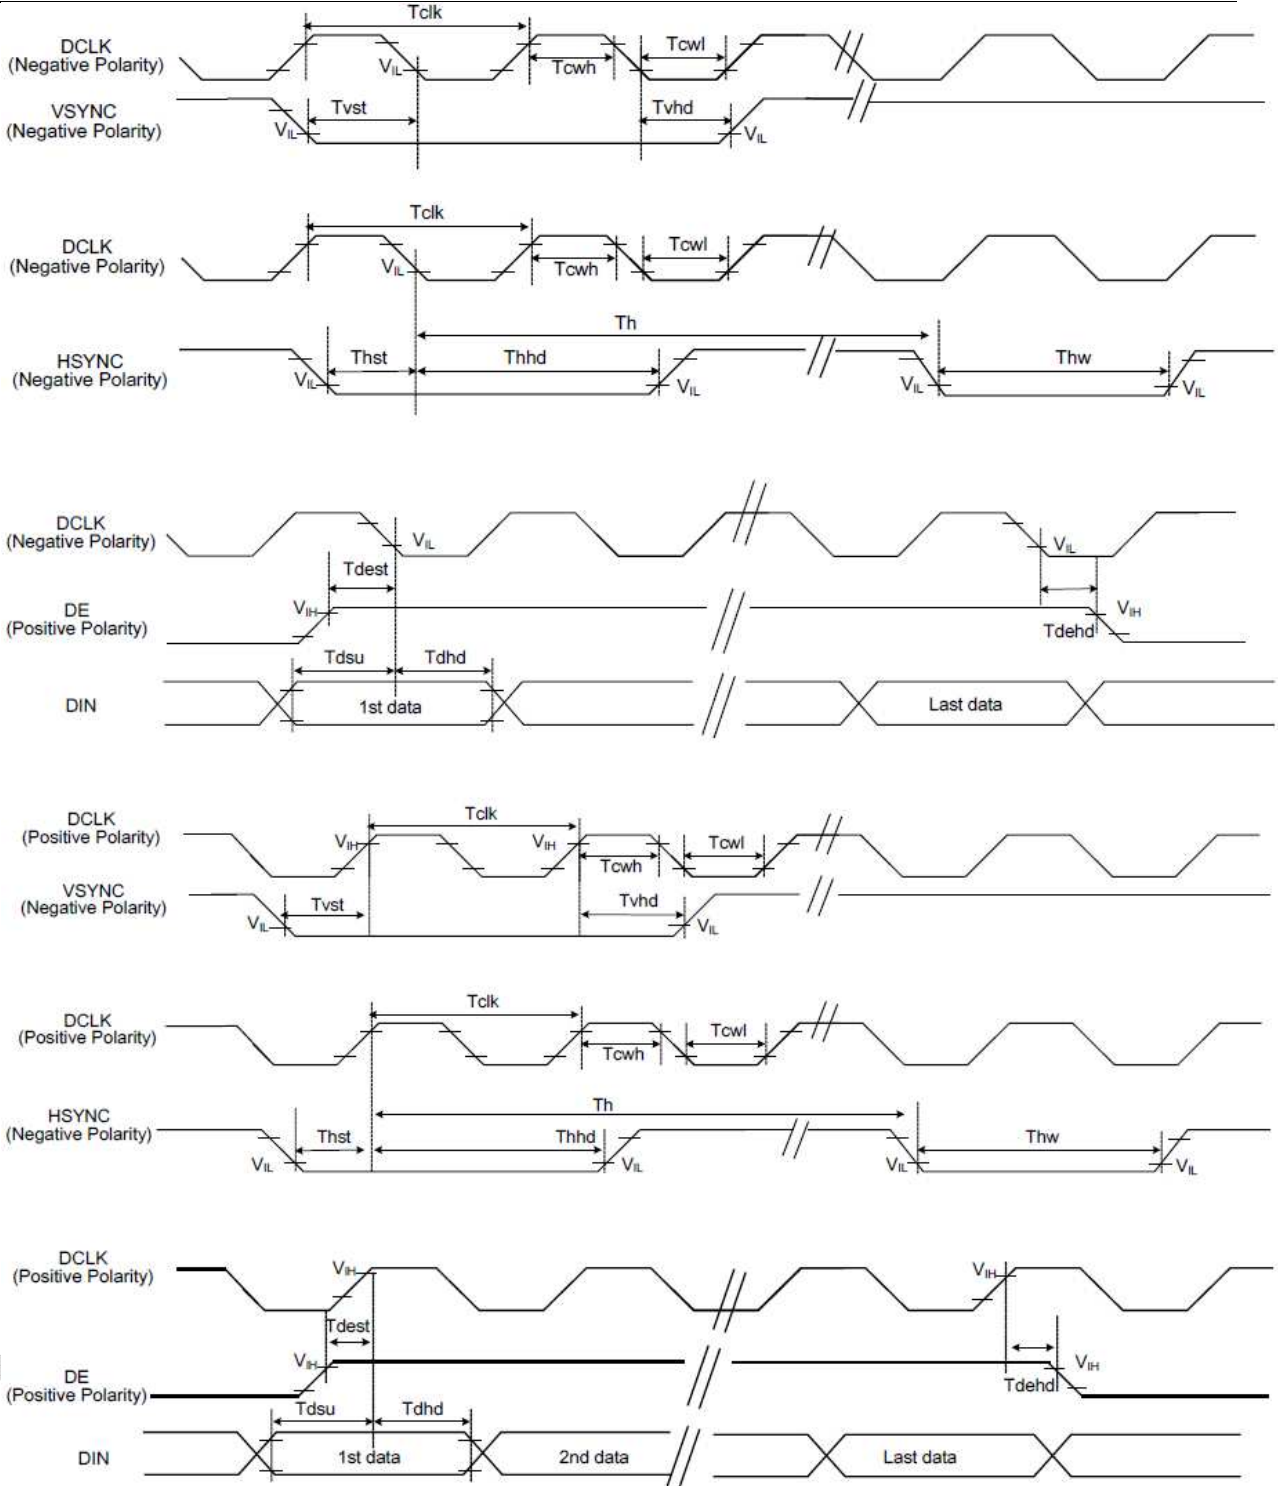 Tclk
DCLK
(Negative Polarity)
VIL
Tcwh
Tcwl
VSYNC
(Negative Polarity)
VIL
Tvst
Tvhd
VIL
Tclk
DCLK
(Negative Polarity)
VIL
Tcwh
Tcwl
Th
HSYNC
(Negative Polarity)
VIL
Thst
Thhd
VIL
VIL
Thw
VIL
DCLK
(Negative Polarity)
VIL
VIL
Tdest
DE
(Positive Polarity)
VIH
VIH
Tdehd
Tdsu
Tdhd
DIN
1st data
Last data
DCLK
(Positive Polarity)
Tclk
VIH
VIH
Tcwh
Tcwl
VSYNC
(Negative Polarity)
VIL
Tvst
Tvhd
VIL
Tclk
DCLK
(Positive Polarity)
Tcwh
Tcwl
Th
HSYNC
(Negative Polarity)
VIL
Thst
Thhd
VIL
VIL
Thw
VIL
DCLK
(Positive Polarity)
VIH
VIH
Tdest
DE
(Positive Polarity)
VIH
VIH
Tdehd
Tdsu
Tdhd
DIN
1st data
2nd data
Last data